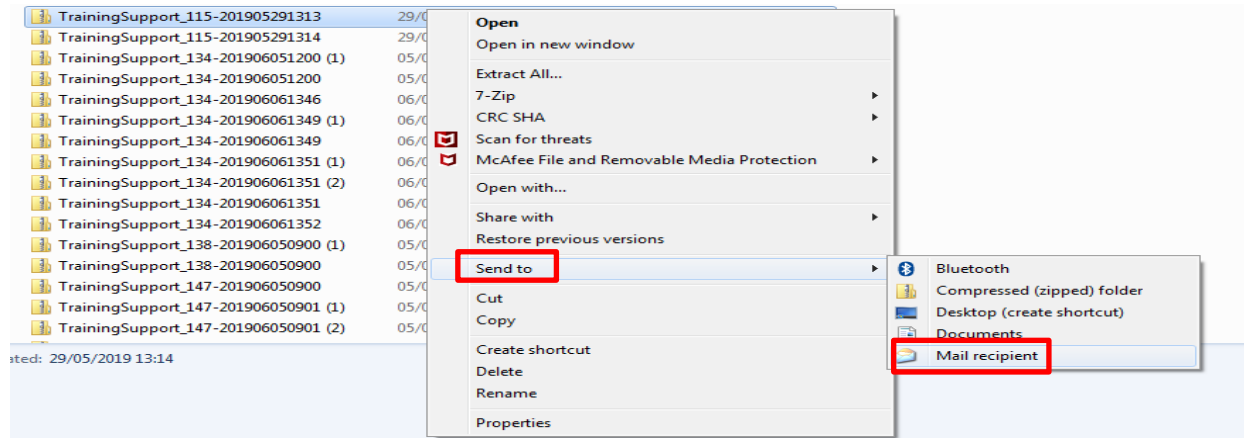 TrainingSupport_115-201905291313 29/0
TrainingSupport_115-201905291314 29/0
TrainingSupport_134-201906051200 (1) 05/0
TrainingSupport_134-201906051200 05/0
TrainingSupport_134-201906061346 06/0
TrainingSupport_134-201906061349 (1) 06/0
TrainingSupport_134-201906061349 06/0
TrainingSupport_134-201906061351 (1) 06/0
TrainingSupport_134-201906061351 (2) 06/0
TrainingSupport_134-201906061351 06/0
TrainingSupport_134-201906061352 06/0
TrainingSupport_138-201906050900 (1) 05/0
TrainingSupport_138-201906050900 05/0
TrainingSupport_147-201906050900 05/0
TrainingSupport_147-201906050901 (1) 05/0
TrainingSupport_147-201906050901 (2) 05/0
ated: 29/05/2019 13:14
Open
Open in new window
Extract All...
7-Zip
CRC SHA
Scan for threats
McAfee File and Removable Media Protection
Open with...
Share with
Restore previous versions
Send to
Cut
Copy
Create shortcut
Delete
Rename
Properties
Bluetooth
Compressed (zipped) folder
Desktop (create shortcut)
Documents
Mail recipient